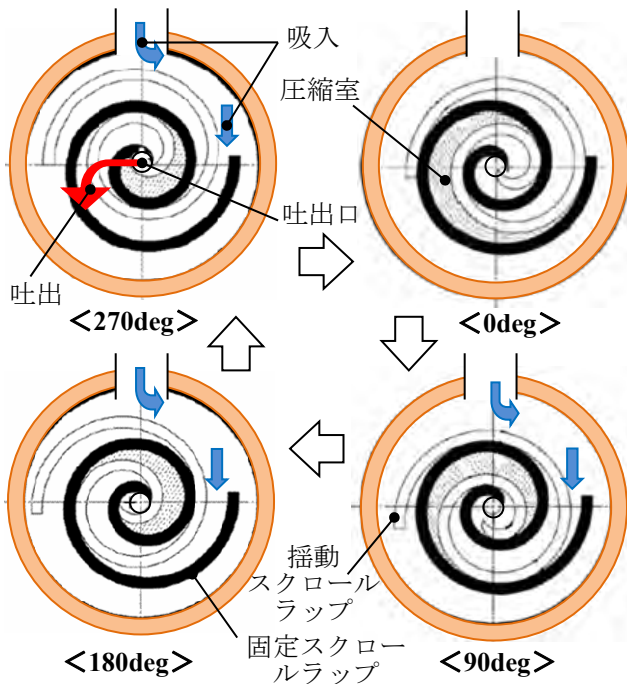 吸入
圧縮室
吐出口
吐出
＜270deg＞
＜0deg＞
揺動
スクロール
ラップ
固定スクロー
ルラップ
＜180deg＞
＜90deg＞